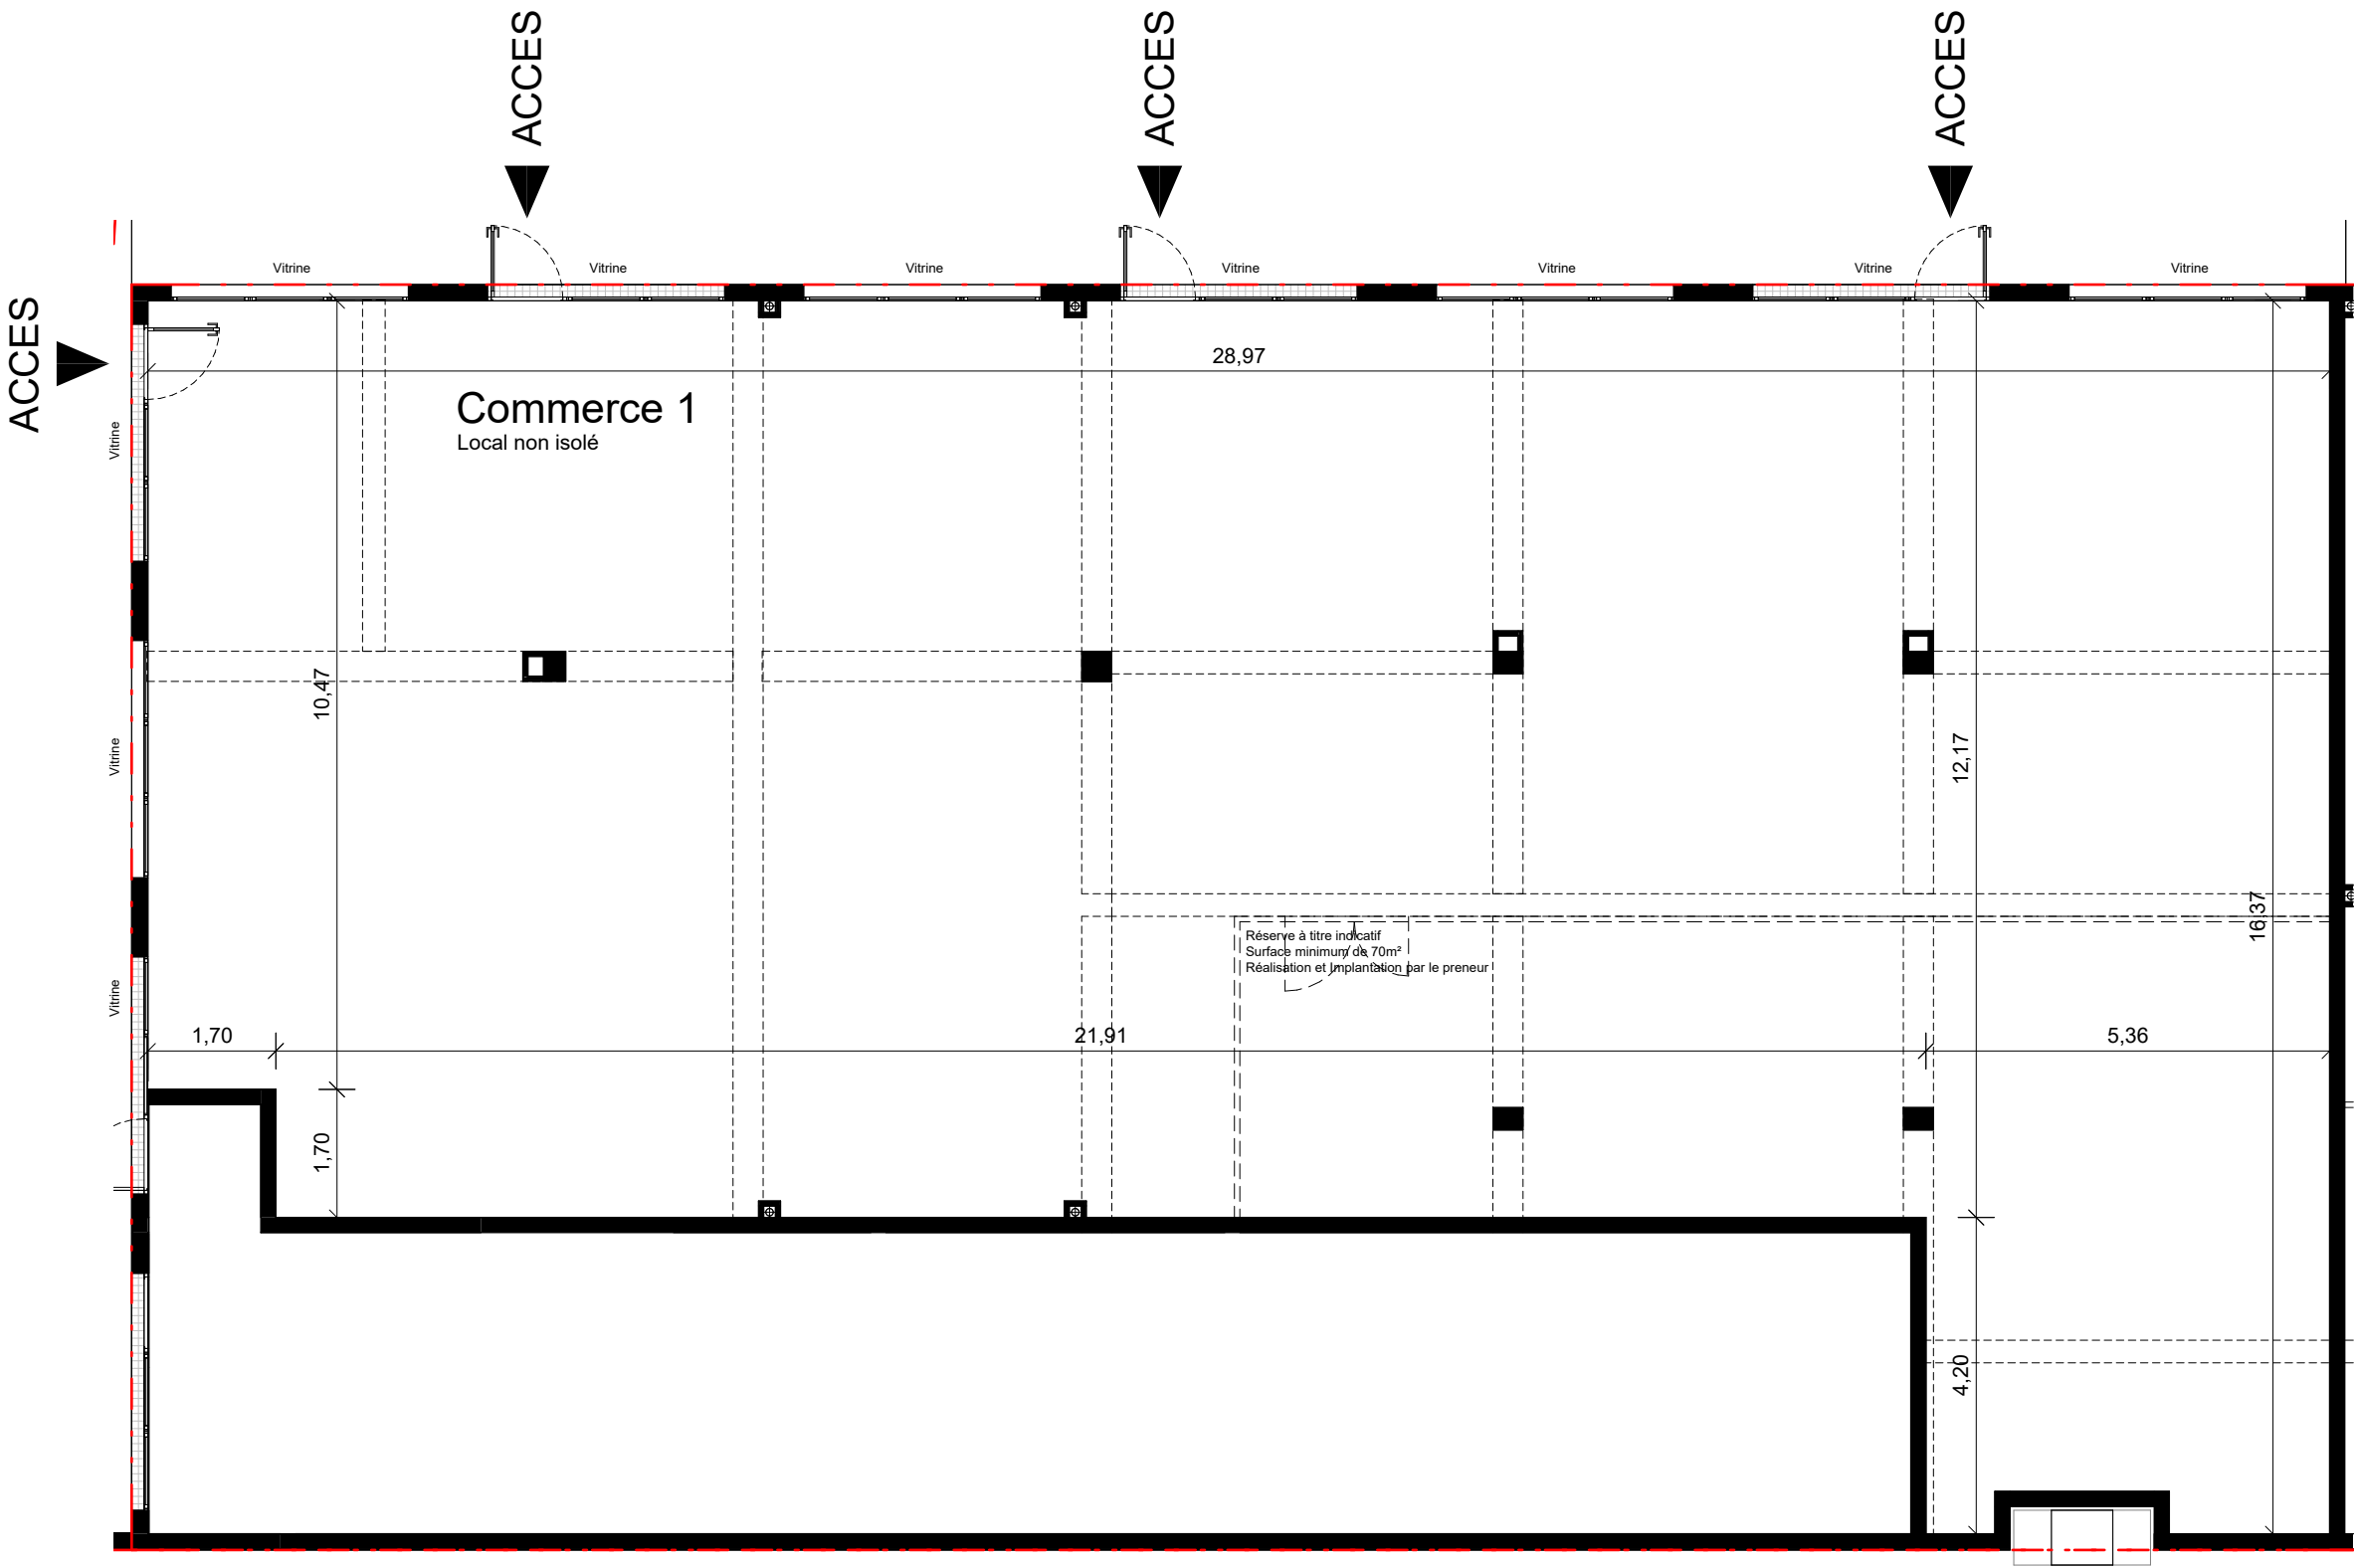 ACCES
ACCES
ACCES
Vitrine
Vitrine
Vitrine
Vitrine
Vitrine
Vitrine
Vitrine
ACCES
28,97
Commerce 1
Local non isolé
Vitrine
10,47
12,17
Vitrine
16,37
Réserve à titre indicatif
Surface minimum de 70m²
Réalisation et Implantation par le preneur
Vitrine
1,70
21,91
5,36
1,70
4,20